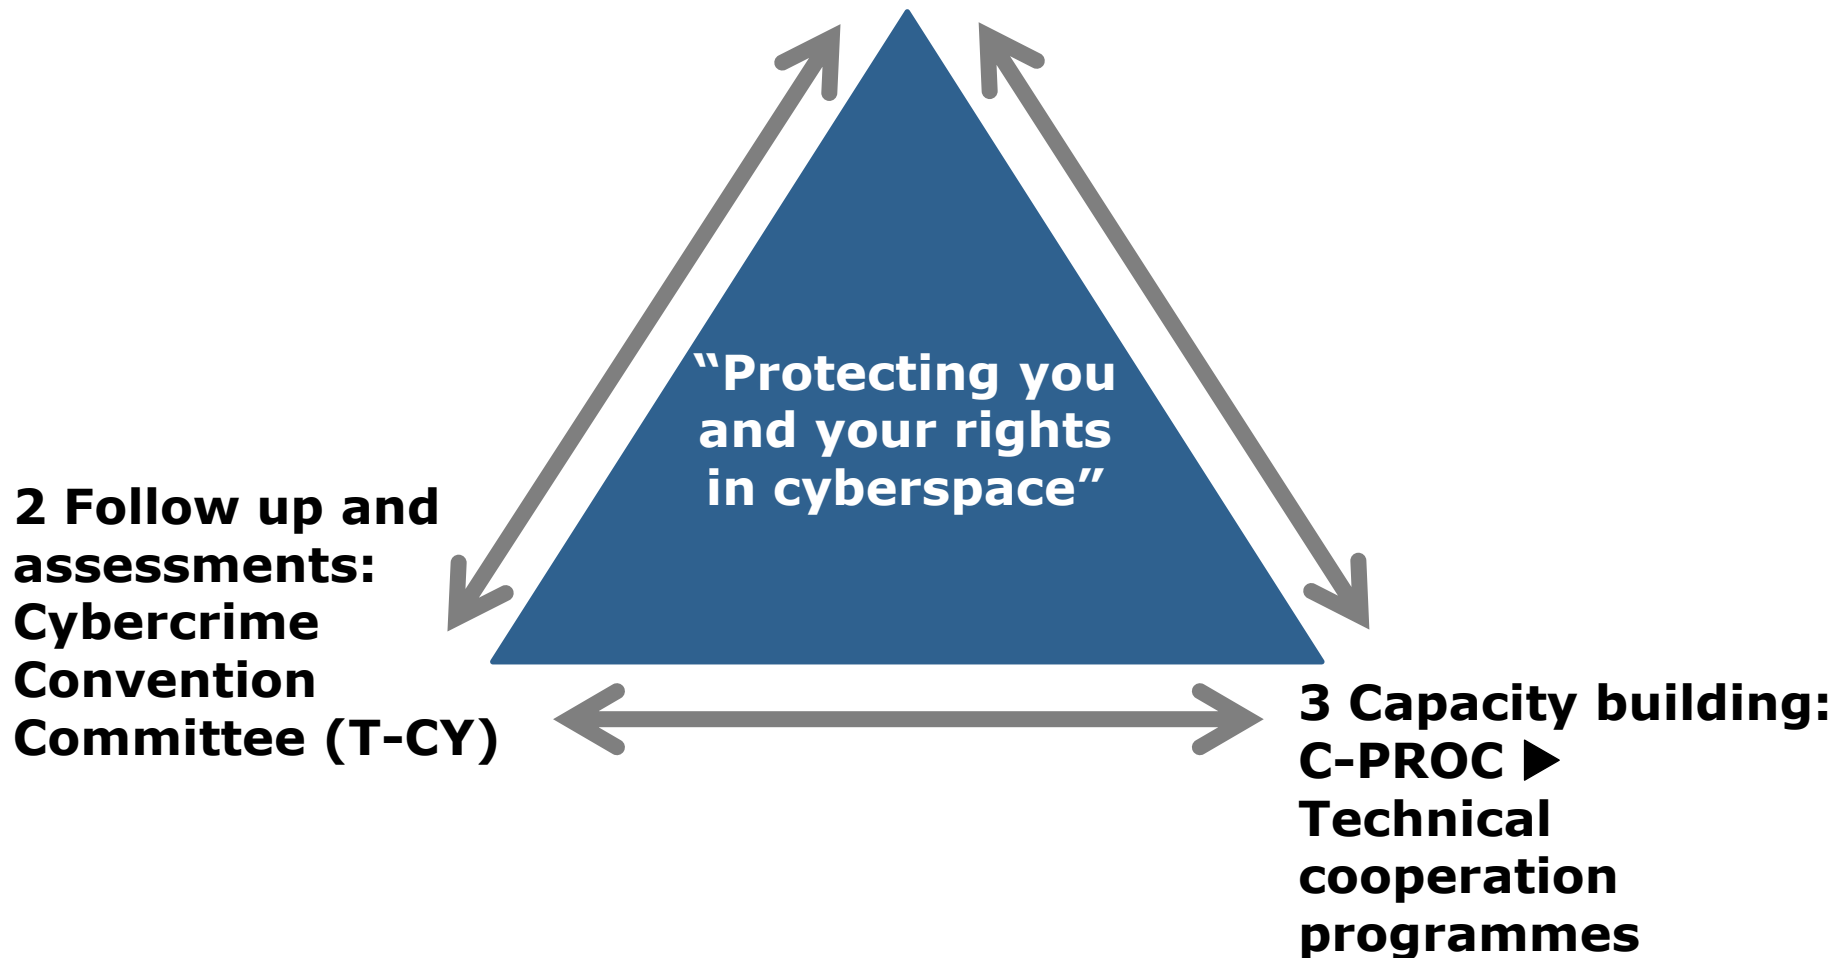 “Protecting you
and your rights
in cyberspace”
2 Follow up and
assessments:
Cybercrime
Convention
Committee (T-CY)
3 Capacity building:
C-PROC ▶
Technical
cooperation
programmes